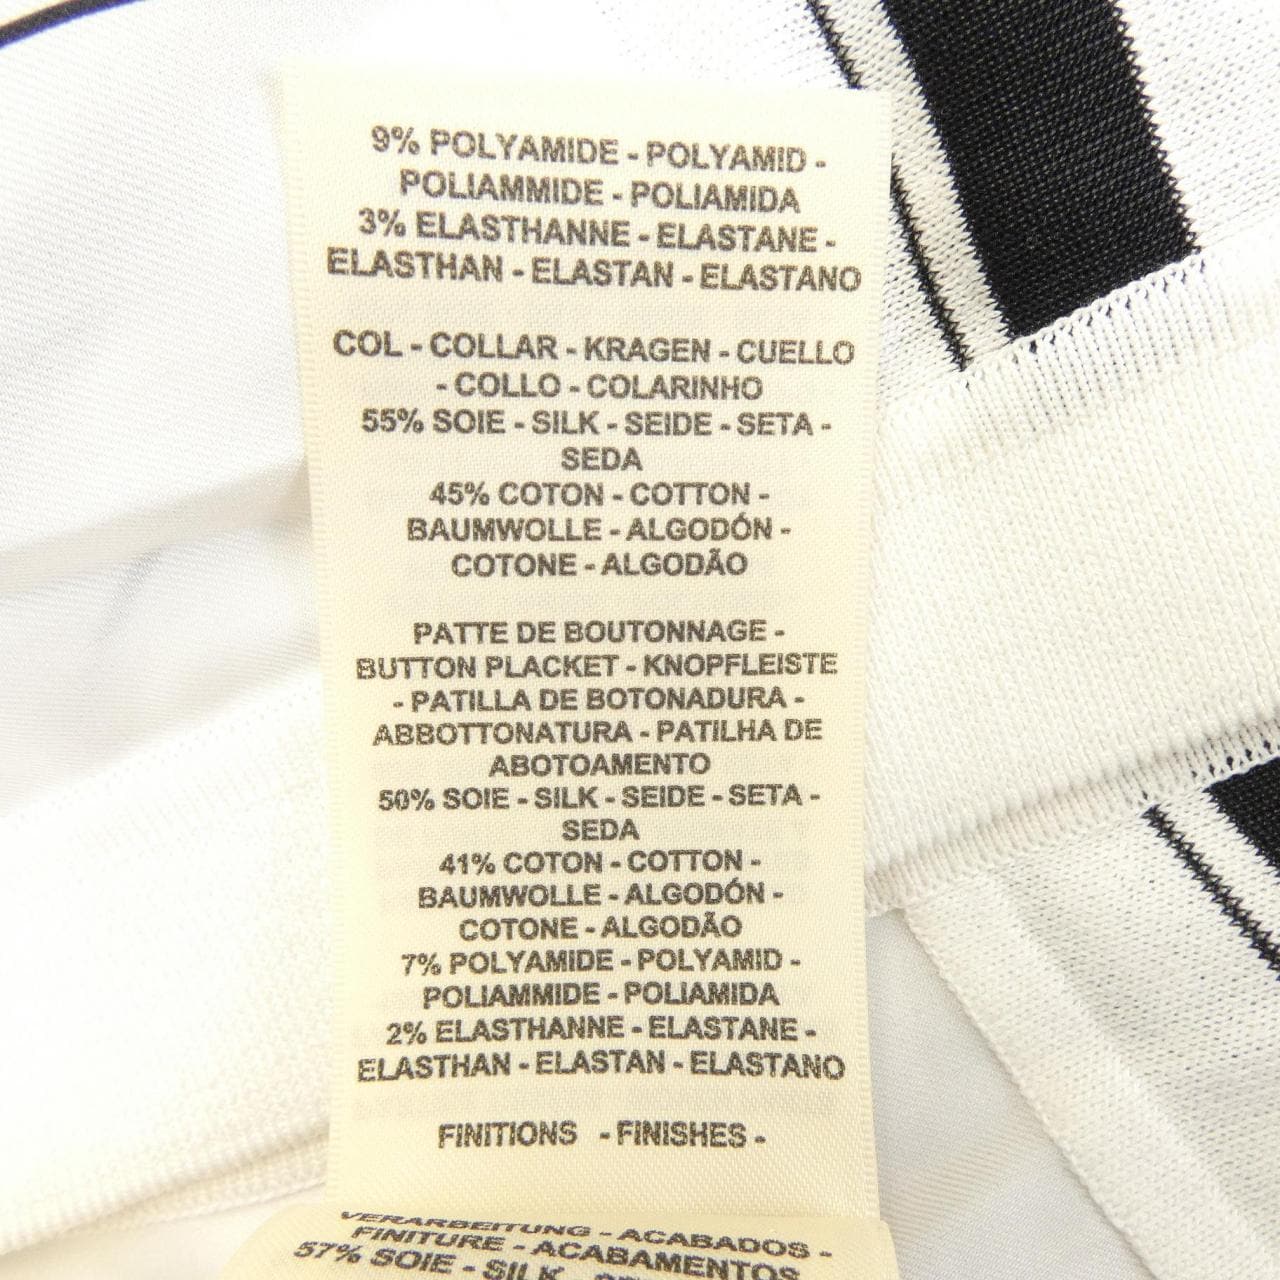 9% POLYAMIDE - POLYAMID -
POLIAMMIDE - POLIAMIDA
3% ELASTHANNE - ELASTANE -
ELASTHAN - ELASTAN - ELASTANO
COL - COLLAR - KRAGEN - CUELLO
- COLLO - COLARINHO
55% SOIE - SILK - SEIDE - SETA -
SEDA
45% COTON - COTTON -
BAUMWOLLE - ALGODÓN -
COTONE - ALGODÃO
PATTE DE BOUTONNAGE -
BUTTON PLACKET - KNOPFLEISTE
- PATILLA DE BOTONADURA -
ABBOTTONATURA - PATILHA DE
ABOTOAMENTO
50% SOIE - SILK - SEIDE - SETA -
SEDA
41% COTON - COTTON -
BAUMWOLLE - ALGODÓN -
COTONE - ALGODÃO
7% POLYAMIDE - POLYAMID -
POLIAMMIDE - POLIAMIDA
2% ELASTHANNE - ELASTANE -
ELASTHAN - ELASTAN - ELASTANO
FINITIONS - FINISHES -
VERARBEITUNG - ACABADOS -
FINITURE - ACABAMENTOS
57% SOIE - SILK -